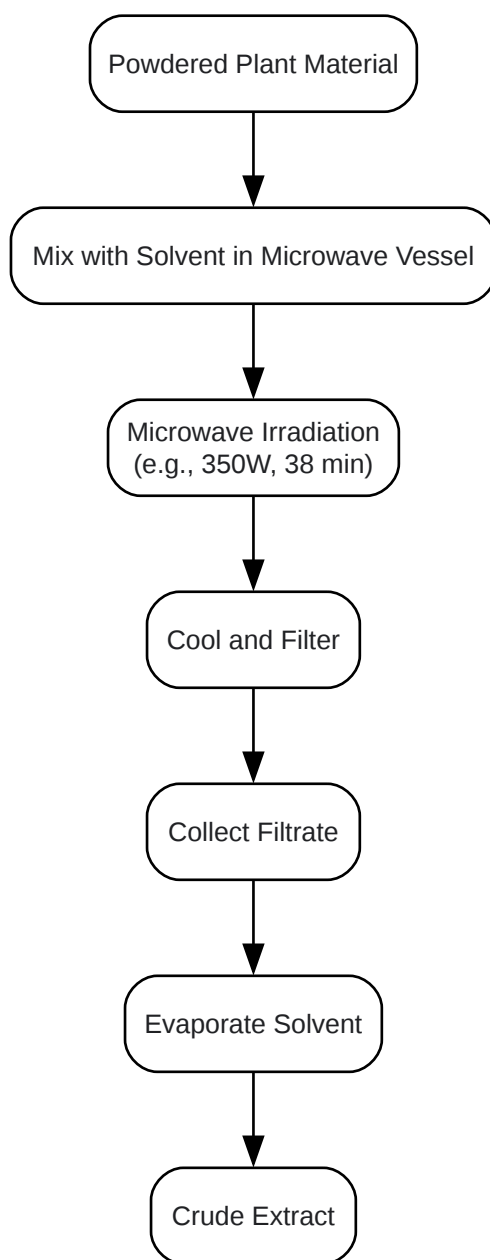 Powdered Plant Material
Mix with Solvent in Microwave Vessel
Microwave Irradiation
(e.g., 350W, 38 min)
Cool and Filter
Collect Filtrate
Evaporate Solvent
Crude Extract